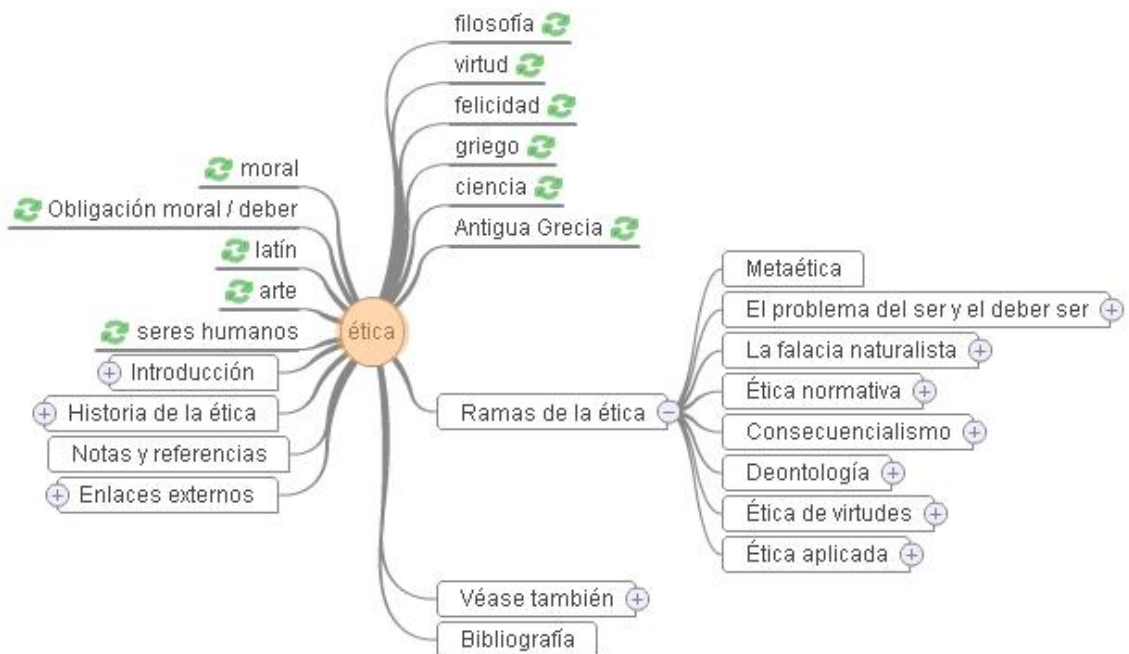 filosofía
virtud
felicidad
griego
ciencia
Antigua Grecia
moral
Obligación moral / deber
latín
arte
seres humanos
Introducción
Historia de la ética
Notas y referencias
Enlaces externos
ética
Ramas de la ética
Metaética
El problema del ser y el deber ser
La falacia naturalista
Ética normativa
Consecuencialismo
Deontología
Ética de virtudes
Ética aplicada
Véase también
Bibliografía